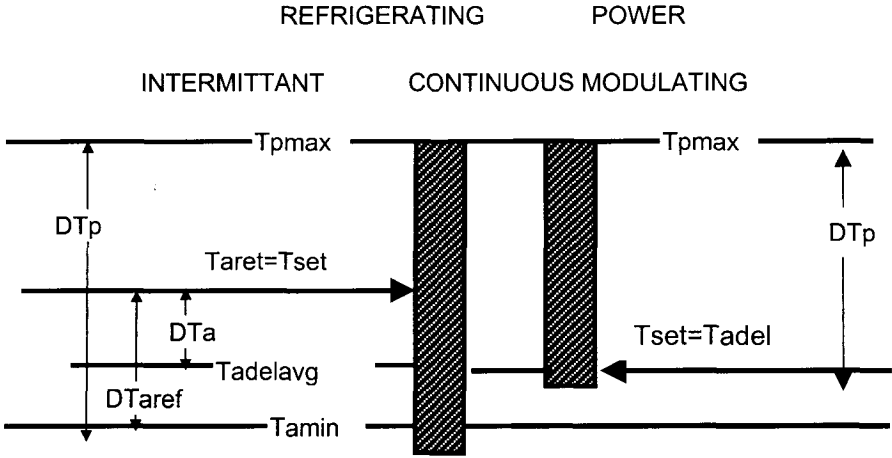 REFRIGERATING POWER
INTERMITTANT CONTINUOUS MODULATING
Tpmax Tpmax
DTp DTp
Taret=Tset
DTa Tset=Tadel
Tadelavg
DTaref
Tamin